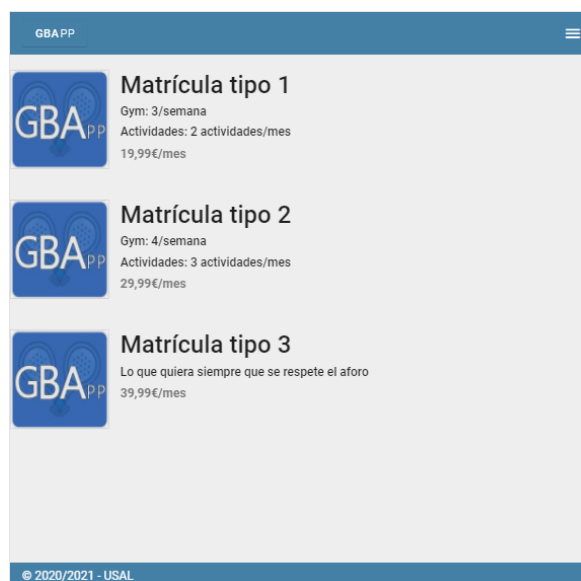 GBAPP
GBAPP
Matrícula tipo 1
Gym: 3/semana
Actividades: 2 actividades/mes
19,99€/mes
GBAPP
Matrícula tipo 2
Gym: 4/semana
Actividades: 3 actividades/mes
29,99€/mes
GBAPP
Matrícula tipo 3
Lo que quiera siempre que se respete el aforo
39,99€/mes
© 2020/2021 - USAL